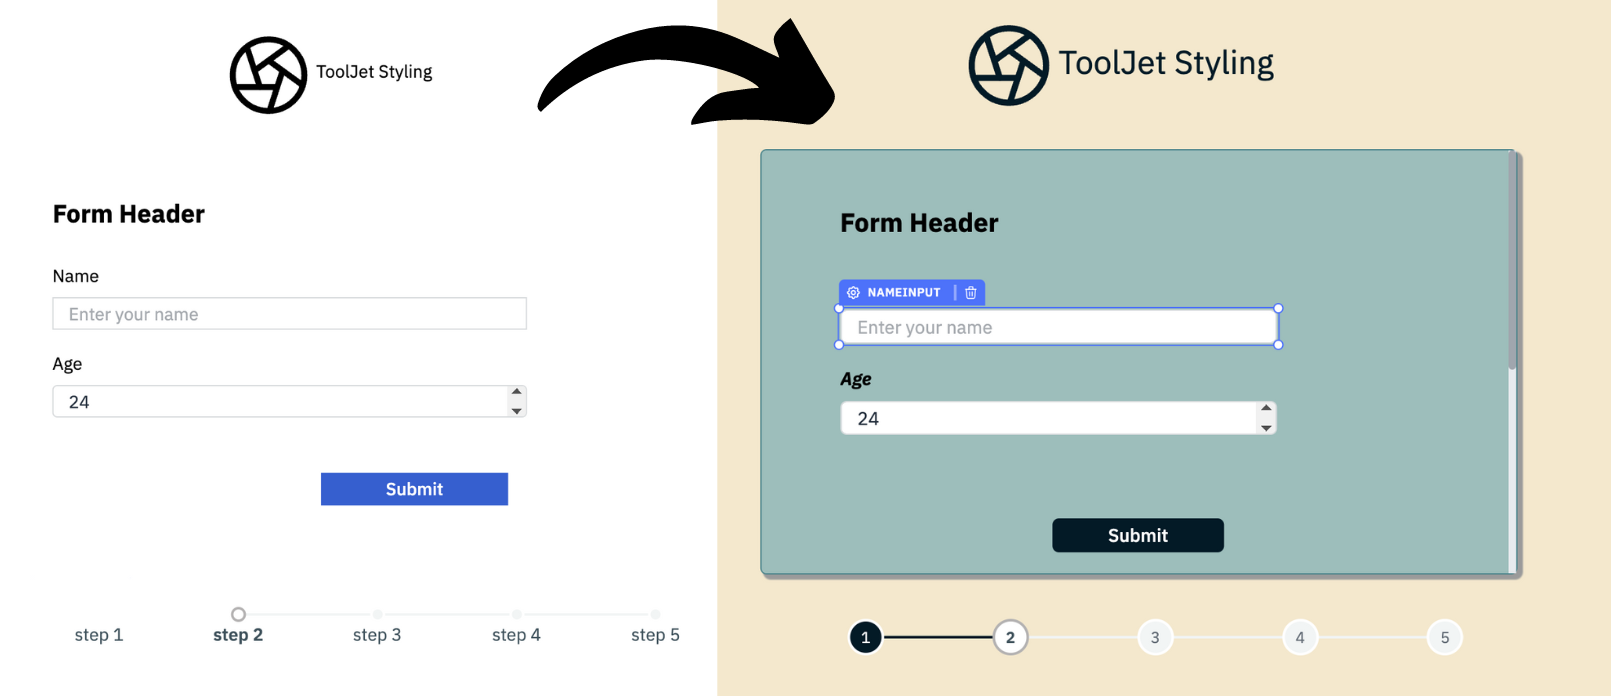 ToolJet Styling
Form Header
Name
Enter your name
Age
24
Submit
step 1
step 2
step 3
step 4
step 5
ToolJet Styling
Form Header
NAMEINPUT
Enter your name
Age
24
Submit
1
2
3
4
5